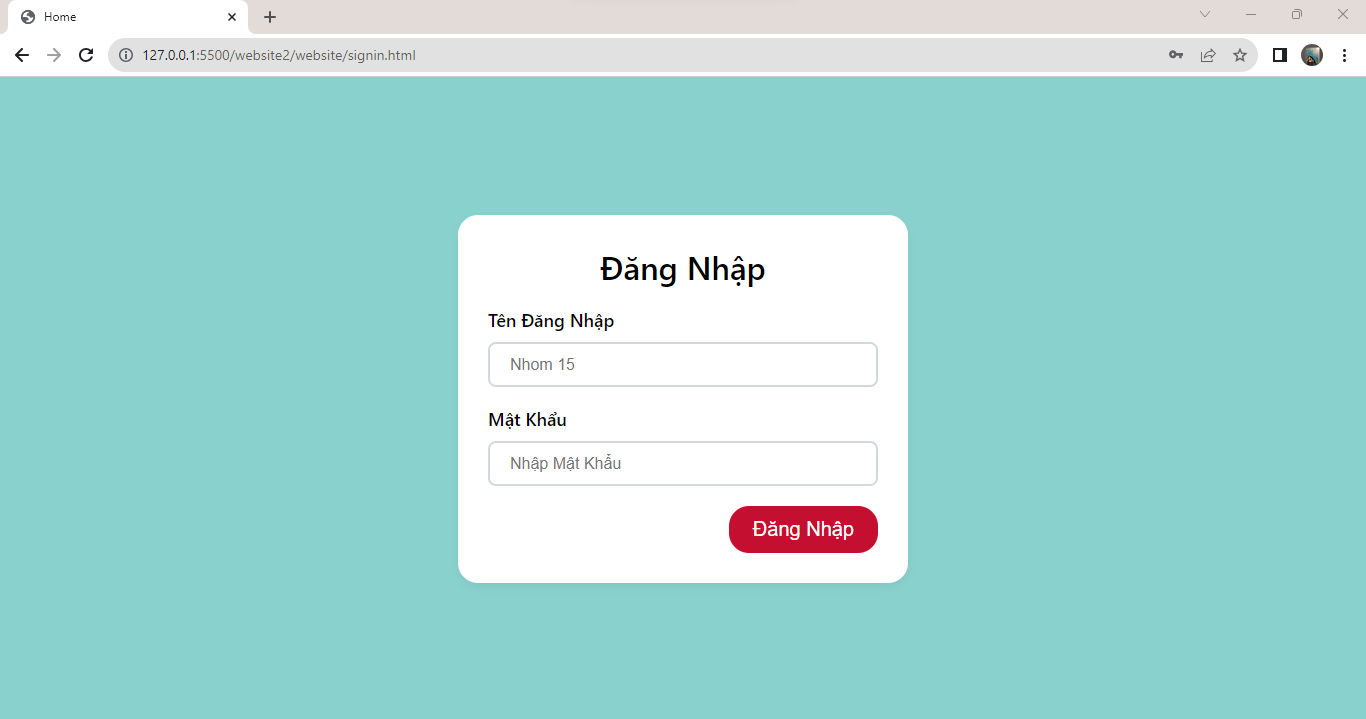 Home
127.0.0.1:5500/website2/website/signin.html
Đăng Nhập
Tên Đăng Nhập
Nhom 15
Mật Khẩu
Nhập Mật Khẩu
Đăng Nhập